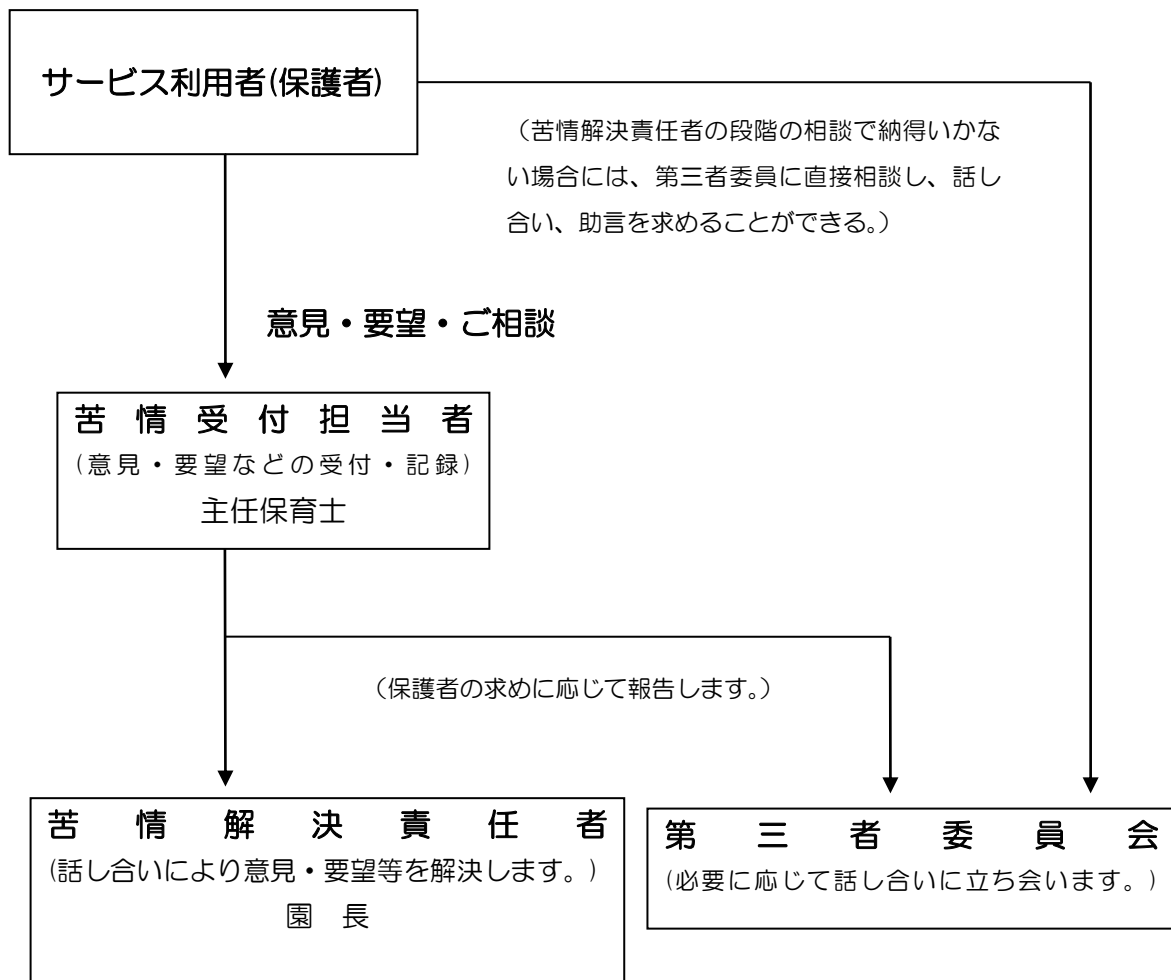 サービス利用者(保護者)
（苦情解決責任者の段階の相談で納得いかな
い場合には、第三者委員に直接相談し、話し
合い、助言を求めることができる。）
意見・要望・ご相談
苦情受付担当者
(意見・要望などの受付・記録)
主任保育士
（保護者の求めに応じて報告します。）
苦情解決責任者
(話し合いにより意見・要望等を解決します。)
園　長
第三者委員会
(必要に応じて話し合いに立ち会います。)